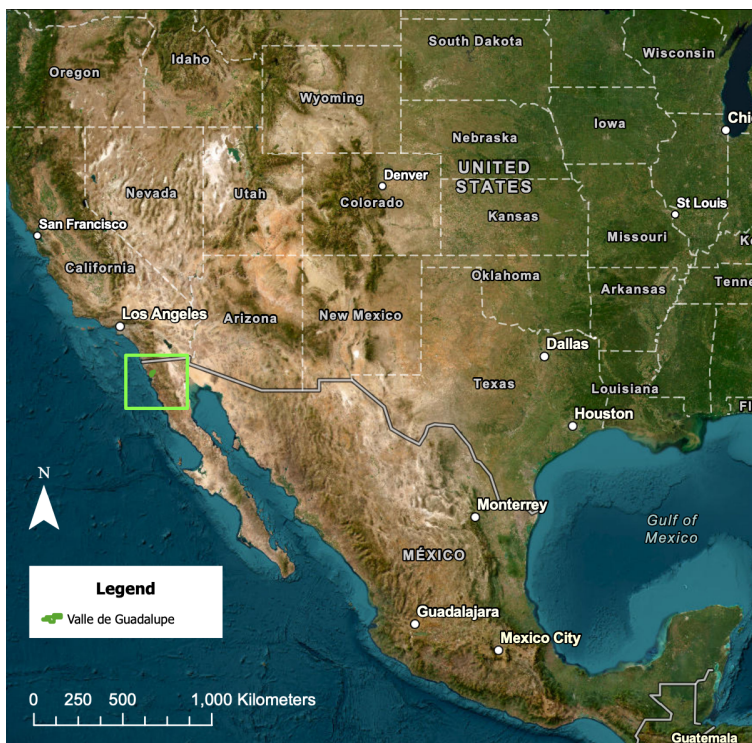 South Dakota
Wisconsin
Idaho
Oregon
Wyoming
Chi
Iowa
Nebraska
UNITED
STATES
Denver
Nevada
Utah
Colorado
St Louis
Kansas
San Francisco
Missouri
Ke
California
Oklahoma
Tenne
Arkansas
Los Angeles
Arizona
New Mexico
Dallas
Texas
Louisiana
Fl
Houston
N
Monterrey
Gulf of
Mexico
MÉXICO
Legend
Valle de Guadalupe
Guadalajara
Mexico City
0 250 500 1,000 Kilometers
Guatemala